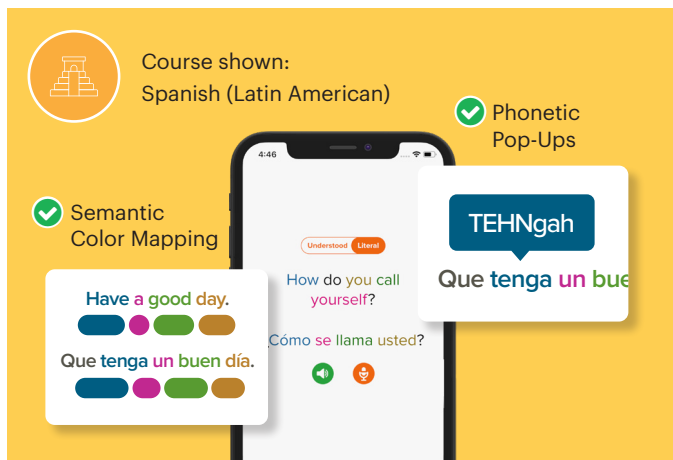 Course shown:
Spanish (Latin American)
Phonetic
Pop-Ups
4:46
Semantic
Color Mapping
TEHNgah
Que tenga un bue
Understood Literal
How do you call
yourself?
Have a good day.
Que tenga un buen día.
¿Cómo se llama usted?